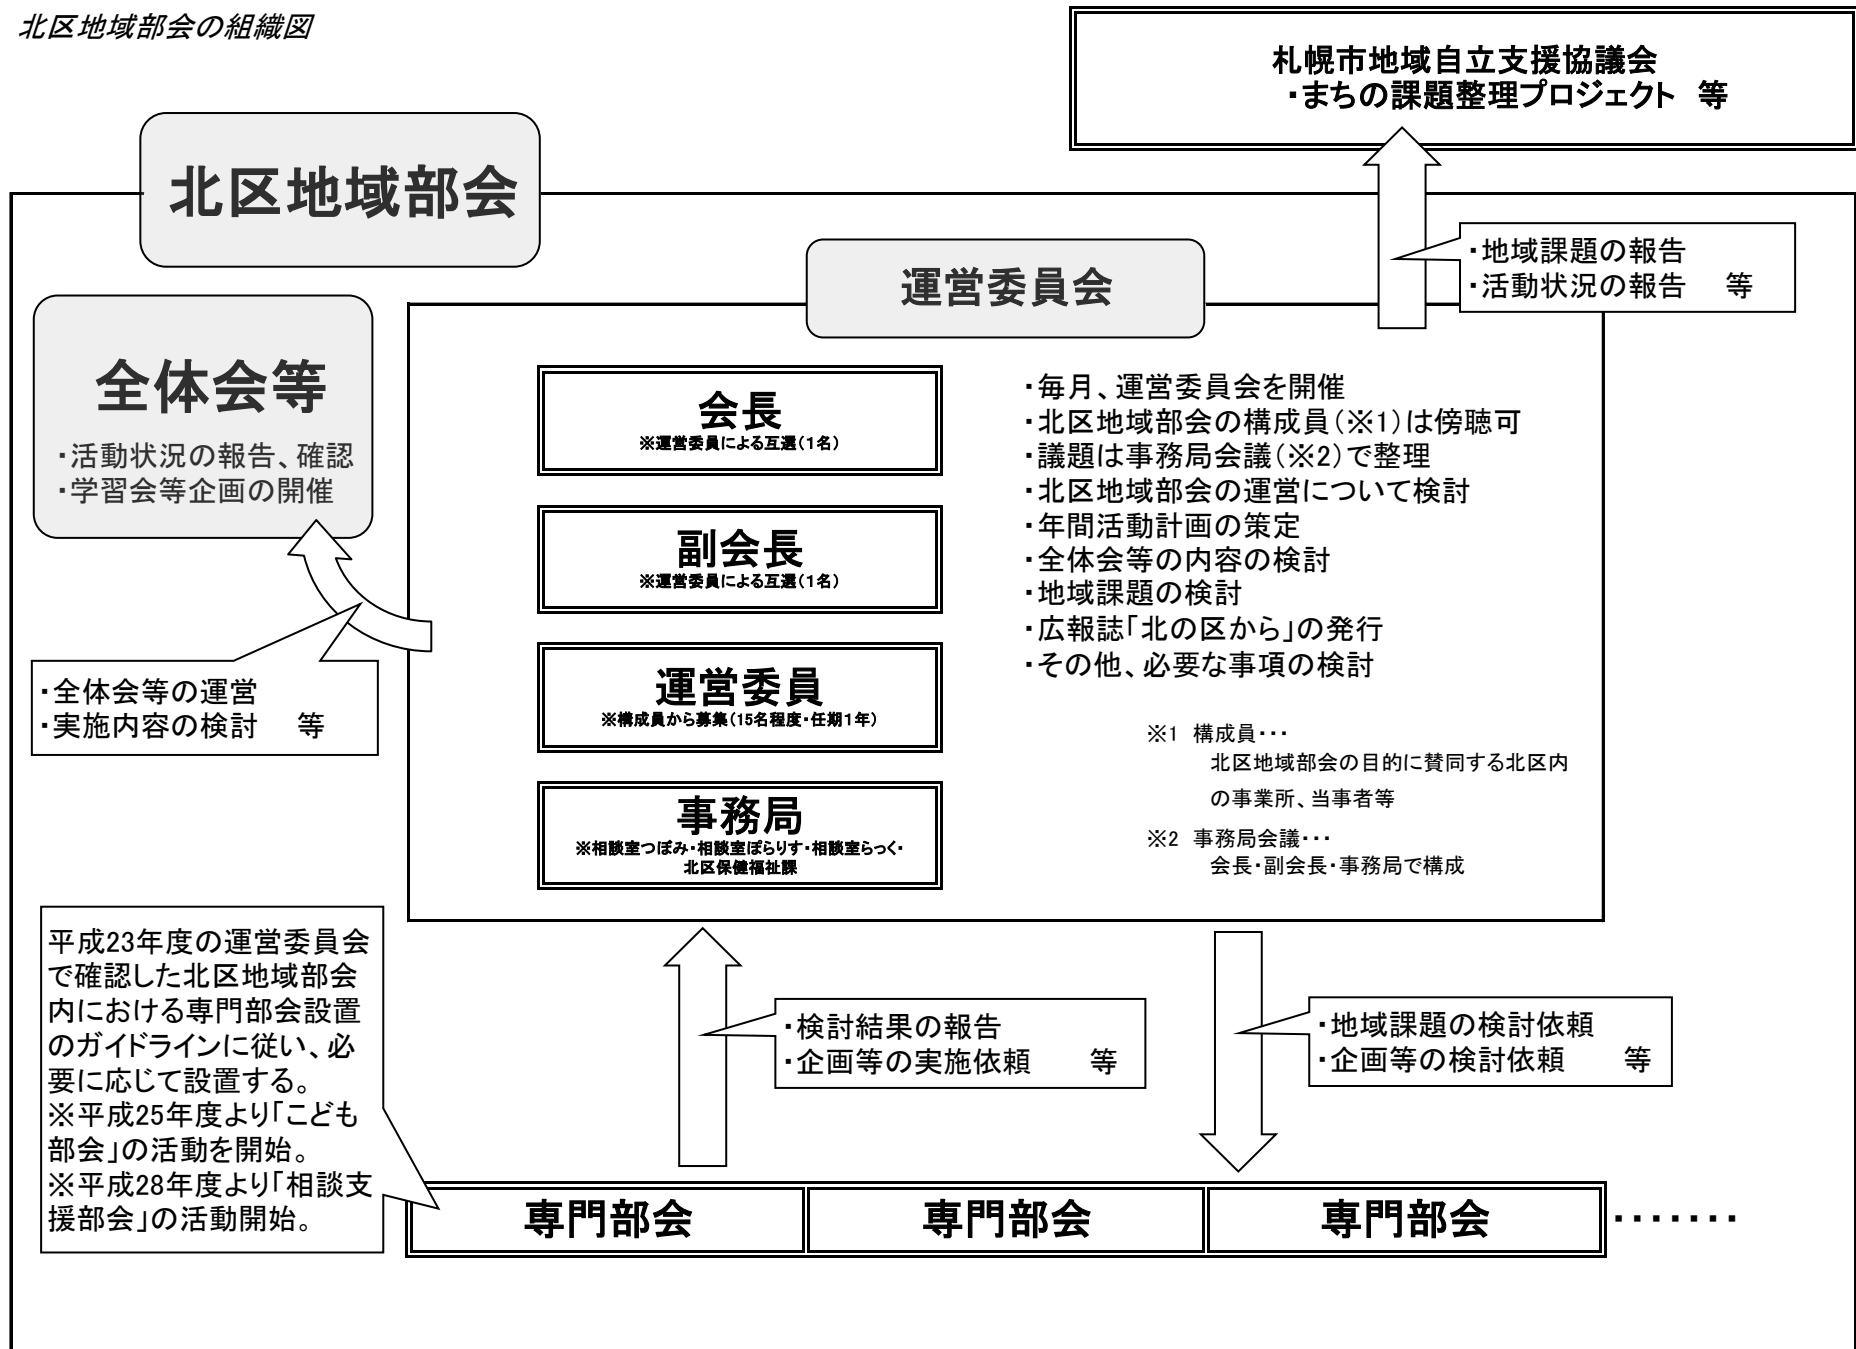 北区地域部会の組織図
札幌市地域自立支援協議会
・まちの課題整理プロジェクト 等
北区地域部会
運営委員会
・地域課題の報告
・活動状況の報告 等
全体会等
・活動状況の報告、確認
・学習会等企画の開催
会長
※運営委員による互選(1名)
副会長
※運営委員による互選(1名)
運営委員
※構成員から募集(15名程度・任期1年)
事務局
※相談室つぼみ・相談室ぽらりす・相談室らっく・
北区保健福祉課
・毎月、運営委員会を開催
・北区地域部会の構成員(※1)は傍聴可
・議題は事務局会議(※2)で整理
・北区地域部会の運営について検討
・年間活動計画の策定
・全体会等の内容の検討
・地域課題の検討
・広報誌「北の区から」の発行
・その他、必要な事項の検討
※1 構成員・・・
北区地域部会の目的に賛同する北区内
の事業所、当事者等
※2 事務局会議・・・
会長・副会長・事務局で構成
・全体会等の運営
・実施内容の検討 等
平成23年度の運営委員会
で確認した北区地域部会
内における専門部会設置
のガイドラインに従い、必
要に応じて設置する。
※平成25年度より「こども
部会」の活動を開始。
※平成28年度より「相談支
援部会」の活動開始。
・検討結果の報告
・企画等の実施依頼 等
・地域課題の検討依頼
・企画等の検討依頼 等
専門部会 専門部会 専門部会 ・・・・・・・